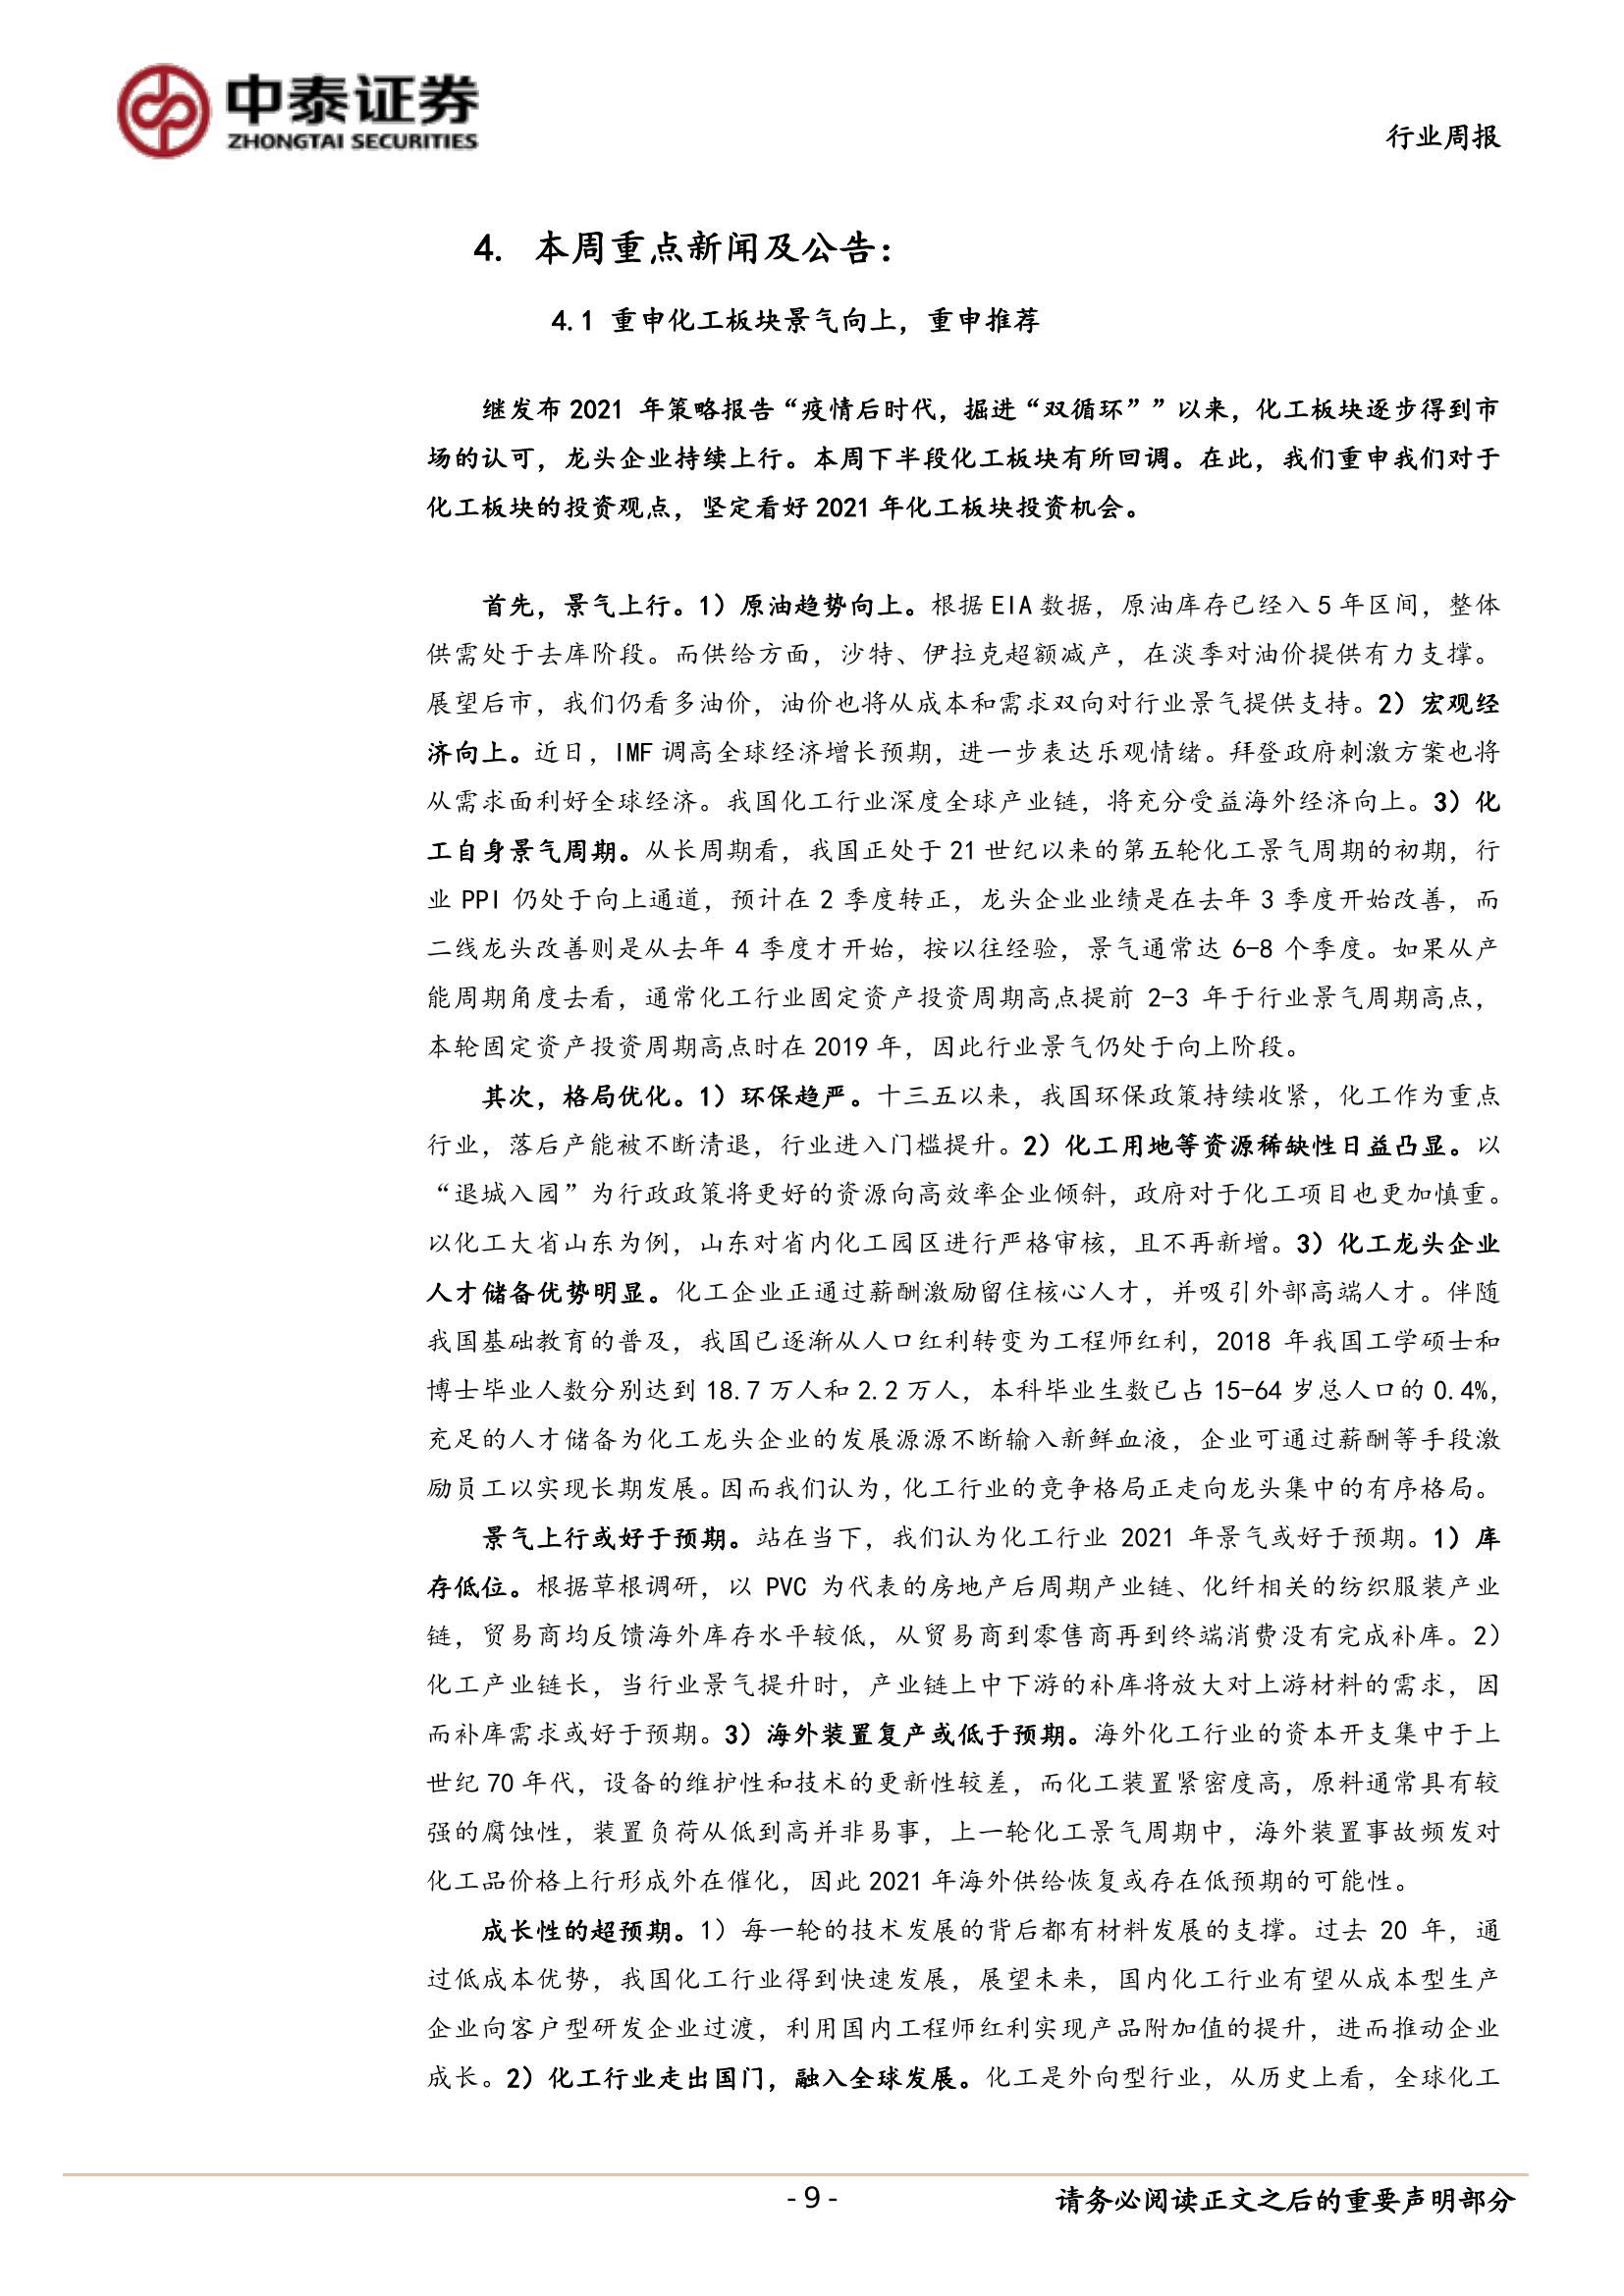 中泰证券
ZHONGTAI SECURITIES
行业周报
4. 本周重点新闻及公告：
4.1 重申化工板块景气向上，重申推荐
继发布 2021 年策略报告“疫情后时代，掘进“双循环””以来，化工板块逐步得到市
场的认可，龙头企业持续上行。本周下半段化工板块有所回调。在此，我们重申我们对于
化工板块的投资观点，坚定看好 2021 年化工板块投资机会。
首先，景气上行。1）原油趋势向上。根据 EIA 数据，原油库存已经入 5 年区间，整体
供需处于去库阶段。而供给方面，沙特、伊拉克超额减产，在淡季对油价提供有力支撑。
展望后市，我们仍看多油价，油价也将从成本和需求双向对行业景气提供支持。2）宏观经
济向上。近日，IMF 调高全球经济增长预期，进一步表达乐观情绪。拜登政府刺激方案也将
从需求面利好全球经济。我国化工行业深度全球产业链，将充分受益海外经济向上。3）化
工自身景气周期。从长周期看，我国正处于 21 世纪以来的第五轮化工景气周期的初期，行
业 PPI 仍处于向上通道，预计在 2 季度转正，龙头企业业绩是在去年 3 季度开始改善，而
二线龙头改善则是从去年 4 季度才开始，按以往经验，景气通常达 6-8 个季度。如果从产
能周期角度去看，通常化工行业固定资产投资周期高点提前 2-3 年于行业景气周期高点，
本轮固定资产投资周期高点时在 2019 年，因此行业景气仍处于向上阶段。
其次，格局优化。1）环保趋严。十三五以来，我国环保政策持续收紧，化工作为重点
行业，落后产能被不断清退，行业进入门槛提升。2）化工用地等资源稀缺性日益凸显。以
“退城入园”为行政政策将更好的资源向高效率企业倾斜，政府对于化工项目也更加慎重。
以化工大省山东为例，山东对省内化工园区进行严格审核，且不再新增。3）化工龙头企业
人才储备优势明显。化工企业正通过薪酬激励留住核心人才，并吸引外部高端人才。伴随
我国基础教育的普及，我国已逐渐从人口红利转变为工程师红利，2018 年我国工学硕士和
博士毕业人数分别达到 18.7 万人和 2.2 万人，本科毕业生数已占 15-64 岁总人口的 0.4%，
充足的人才储备为化工龙头企业的发展源源不断输入新鲜血液，企业可通过薪酬等手段激
励员工以实现长期发展。因而我们认为，化工行业的竞争格局正走向龙头集中的有序格局。
景气上行或好于预期。站在当下，我们认为化工行业 2021 年景气或好于预期。1）库
存低位。根据草根调研，以 PVC 为代表的房地产后周期产业链、化纤相关的纺织服装产业
链，贸易商均反馈海外库存水平较低，从贸易商到零售商再到终端消费没有完成补库。2）
化工产业链长，当行业景气提升时，产业链上中下游的补库将放大对上游材料的需求，因
而补库需求或好于预期。3）海外装置复产或低于预期。海外化工行业的资本开支集中于上
世纪 70 年代，设备的维护性和技术的更新性较差，而化工装置紧密度高，原料通常具有较
强的腐蚀性，装置负荷从低到高并非易事，上一轮化工景气周期中，海外装置事故频发对
化工品价格上行形成外在催化，因此 2021 年海外供给恢复或存在低预期的可能性。
成长性的超预期。1）每一轮的技术发展的背后都有材料发展的支撑。过去 20 年，通
过低成本优势，我国化工行业得到快速发展，展望未来，国内化工行业有望从成本型生产
企业向客户型研发企业过渡，利用国内工程师红利实现产品附加值的提升，进而推动企业
成长。2）化工行业走出国门，融入全球发展。化工是外向型行业，从历史上看，全球化工
- 9 -
请务必阅读正文之后的重要声明部分